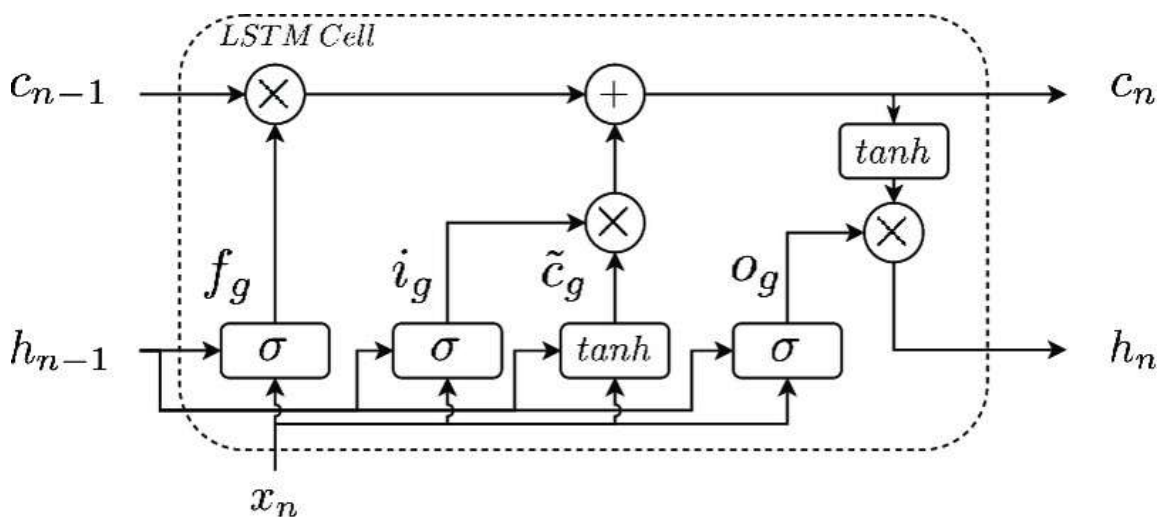 LSTM Cell
c_{n-1} × + c_n
tanh
× ×
f_g i_g c̃_g o_g
h_{n-1} σ σ tanh σ h_n
x_n